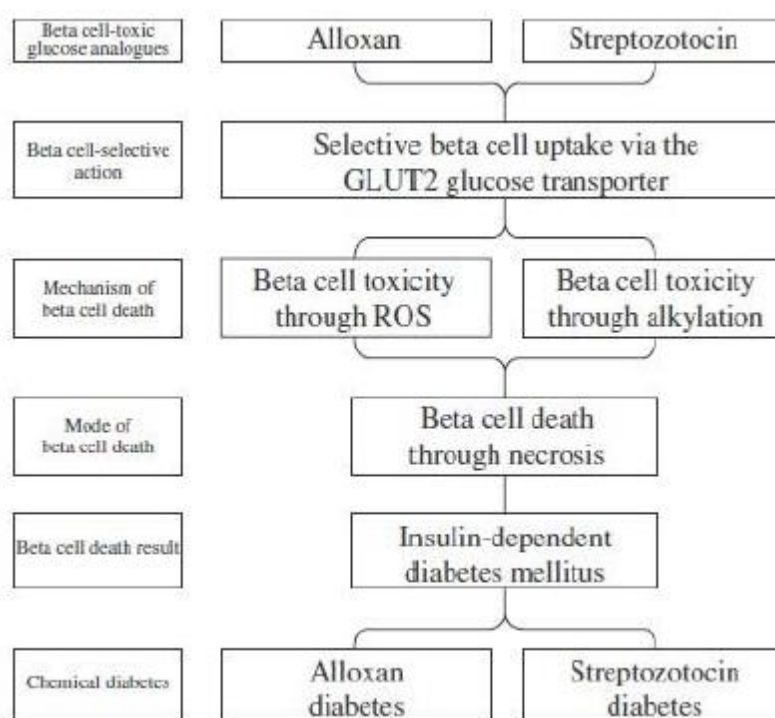 Beta cell-toxic
glucose analogues
Alloxan
Streptozotocin
Beta cell-selective
action
Selective beta cell uptake via the
GLUT2 glucose transporter
Mechanism of
beta cell death
Beta cell toxicity
through ROS
Beta cell toxicity
through alkylation
Mode of
beta cell death
Beta cell death
through necrosis
Beta cell death result
Insulin-dependent
diabetes mellitus
Chemical diabetes
Alloxan
diabetes
Streptozotocin
diabetes